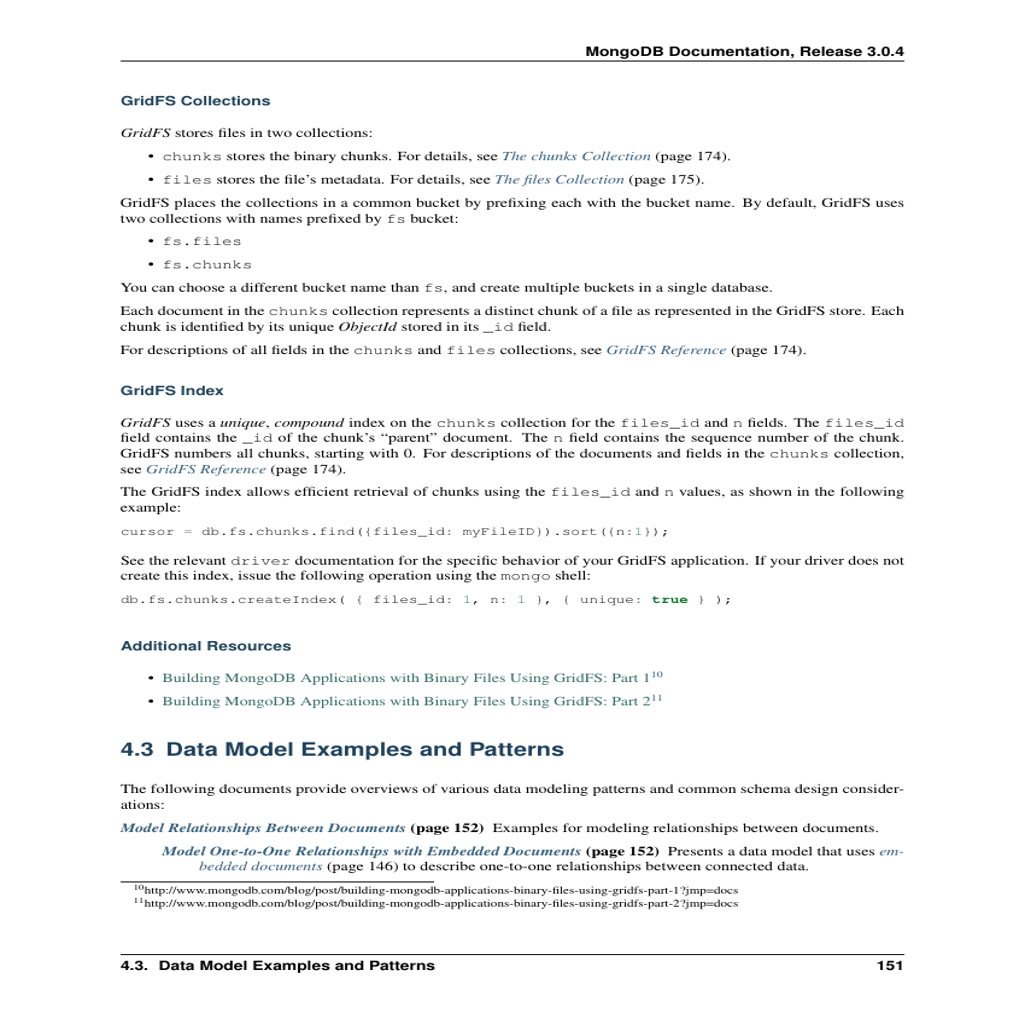 MongoDB Documentation, Release 3.0.4
GridFS Collections
GridFS stores files in two collections:
• chunks stores the binary chunks. For details, see The chunks Collection (page 174).
• files stores the file's metadata. For details, see The files Collection (page 175).
GridFS places the collections in a common bucket by prefixing each with the bucket name. By default, GridFS uses
two collections with names prefixed by fs bucket:
• fs.files
• fs.chunks
You can choose a different bucket name than fs, and create multiple buckets in a single database.
Each document in the chunks collection represents a distinct chunk of a file as represented in the GridFS store. Each
chunk is identified by its unique ObjectId stored in its _id field.
For descriptions of all fields in the chunks and files collections, see GridFS Reference (page 174).
GridFS Index
GridFS uses a unique, compound index on the chunks collection for the files_id and n fields. The files_id
field contains the _id of the chunk's “parent” document. The n field contains the sequence number of the chunk.
GridFS numbers all chunks, starting with 0. For descriptions of the documents and fields in the chunks collection,
see GridFS Reference (page 174).
The GridFS index allows efficient retrieval of chunks using the files_id and n values, as shown in the following
example:
cursor = db.fs.chunks.find({files_id: myFileID}).sort({n:1});
See the relevant driver documentation for the specific behavior of your GridFS application. If your driver does not
create this index, issue the following operation using the mongo shell:
db.fs.chunks.createIndex( { files_id: 1, n: 1 }, { unique: true } );
Additional Resources
• Building MongoDB Applications with Binary Files Using GridFS: Part 1¹⁰
• Building MongoDB Applications with Binary Files Using GridFS: Part 2¹¹
4.3 Data Model Examples and Patterns
The following documents provide overviews of various data modeling patterns and common schema design consider-
ations:
Model Relationships Between Documents (page 152) Examples for modeling relationships between documents.
Model One-to-One Relationships with Embedded Documents (page 152) Presents a data model that uses em-
bedded documents (page 146) to describe one-to-one relationships between connected data.
¹⁰http://www.mongodb.com/blog/post/building-mongodb-applications-binary-files-using-gridfs-part-1?jmp=docs
¹¹http://www.mongodb.com/blog/post/building-mongodb-applications-binary-files-using-gridfs-part-2?jmp=docs
4.3. Data Model Examples and Patterns 151